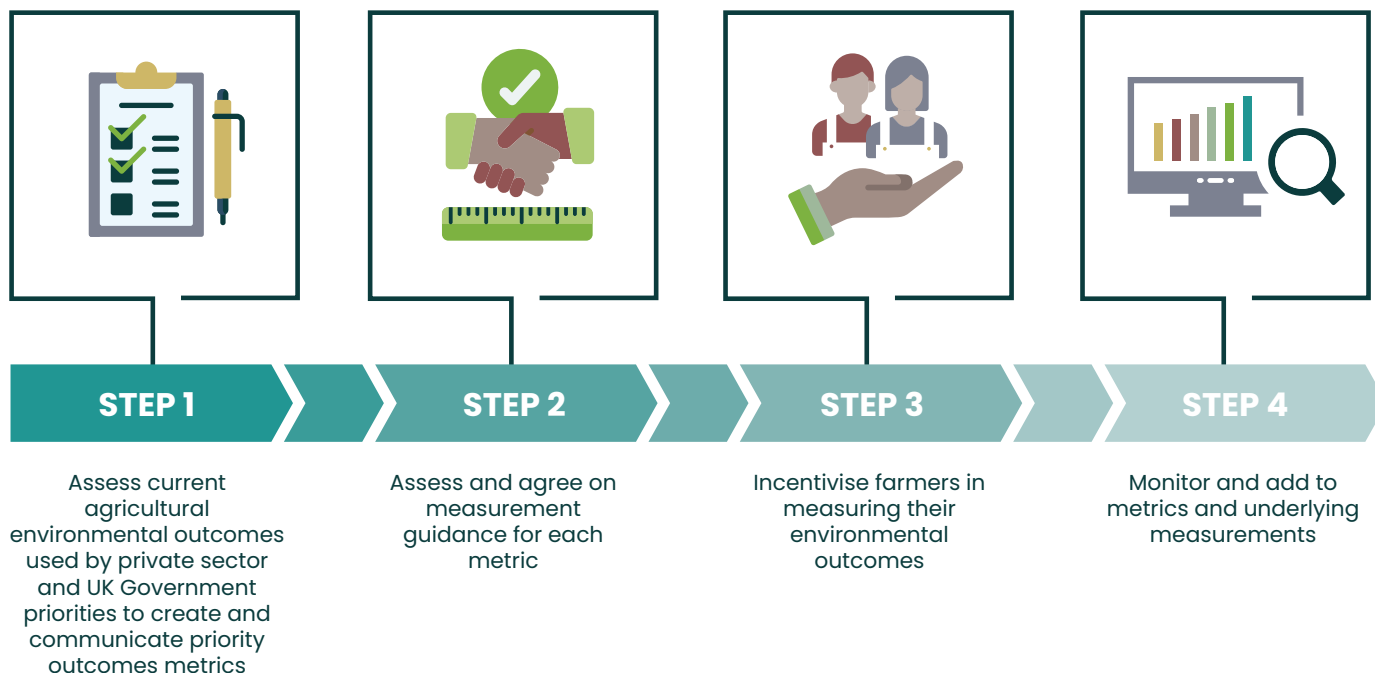 STEP 1
Assess current
agricultural
environmental outcomes
used by private sector
and UK Government
priorities to create and
communicate priority
outcomes metrics
STEP 2
Assess and agree on
measurement
guidance for each
metric
STEP 3
Incentivise farmers in
measuring their
environmental
outcomes
STEP 4
Monitor and add to
metrics and underlying
measurements